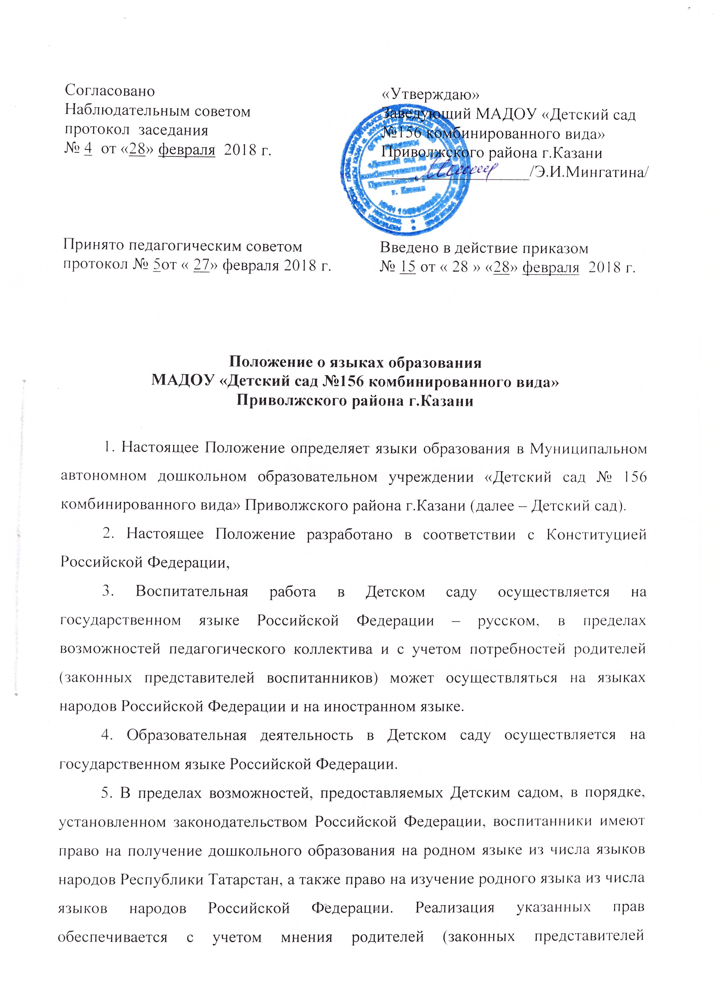 Согласовано
Наблюдательным советом
протокол  заседания
№ 4  от «28» февраля  2018 г.
«Утверждаю»
Заведующий МАДОУ «Детский сад
№156 комбинированного вида»
Приволжского района г.Казани
/Э.И.Мингатина/
«Детский сад № 156
комбинированного вида»
Приволжского района
г. Казани
Принято педагогическим советом
протокол № 5от « 27» февраля 2018 г.
Введено в действие приказом
№ 15 от « 28 » «28» февраля  2018 г.
Положение о языках образования
МАДОУ «Детский сад №156 комбинированного вида»
Приволжского района г.Казани
1. Настоящее Положение определяет языки образования в Муниципальном
автономном дошкольном образовательном учреждении «Детский сад № 156
комбинированного вида» Приволжского района г.Казани (далее – Детский сад).
2. Настоящее Положение разработано в соответствии с Конституцией
Российской Федерации,
3. Воспитательная работа в Детском саду осуществляется на
государственном языке Российской Федерации – русском, в пределах
возможностей педагогического коллектива и с учетом потребностей родителей
(законных представителей воспитанников) может осуществляться на языках
народов Российской Федерации и на иностранном языке.
4. Образовательная деятельность в Детском саду осуществляется на
государственном языке Российской Федерации.
5. В пределах возможностей, предоставляемых Детским садом, в порядке,
установленном законодательством Российской Федерации, воспитанники имеют
право на получение дошкольного образования на родном языке из числа языков
народов Республики Татарстан, а также право на изучение родного языка из числа
языков народов Российской Федерации. Реализация указанных прав
обеспечивается с учетом мнения родителей (законных представителей